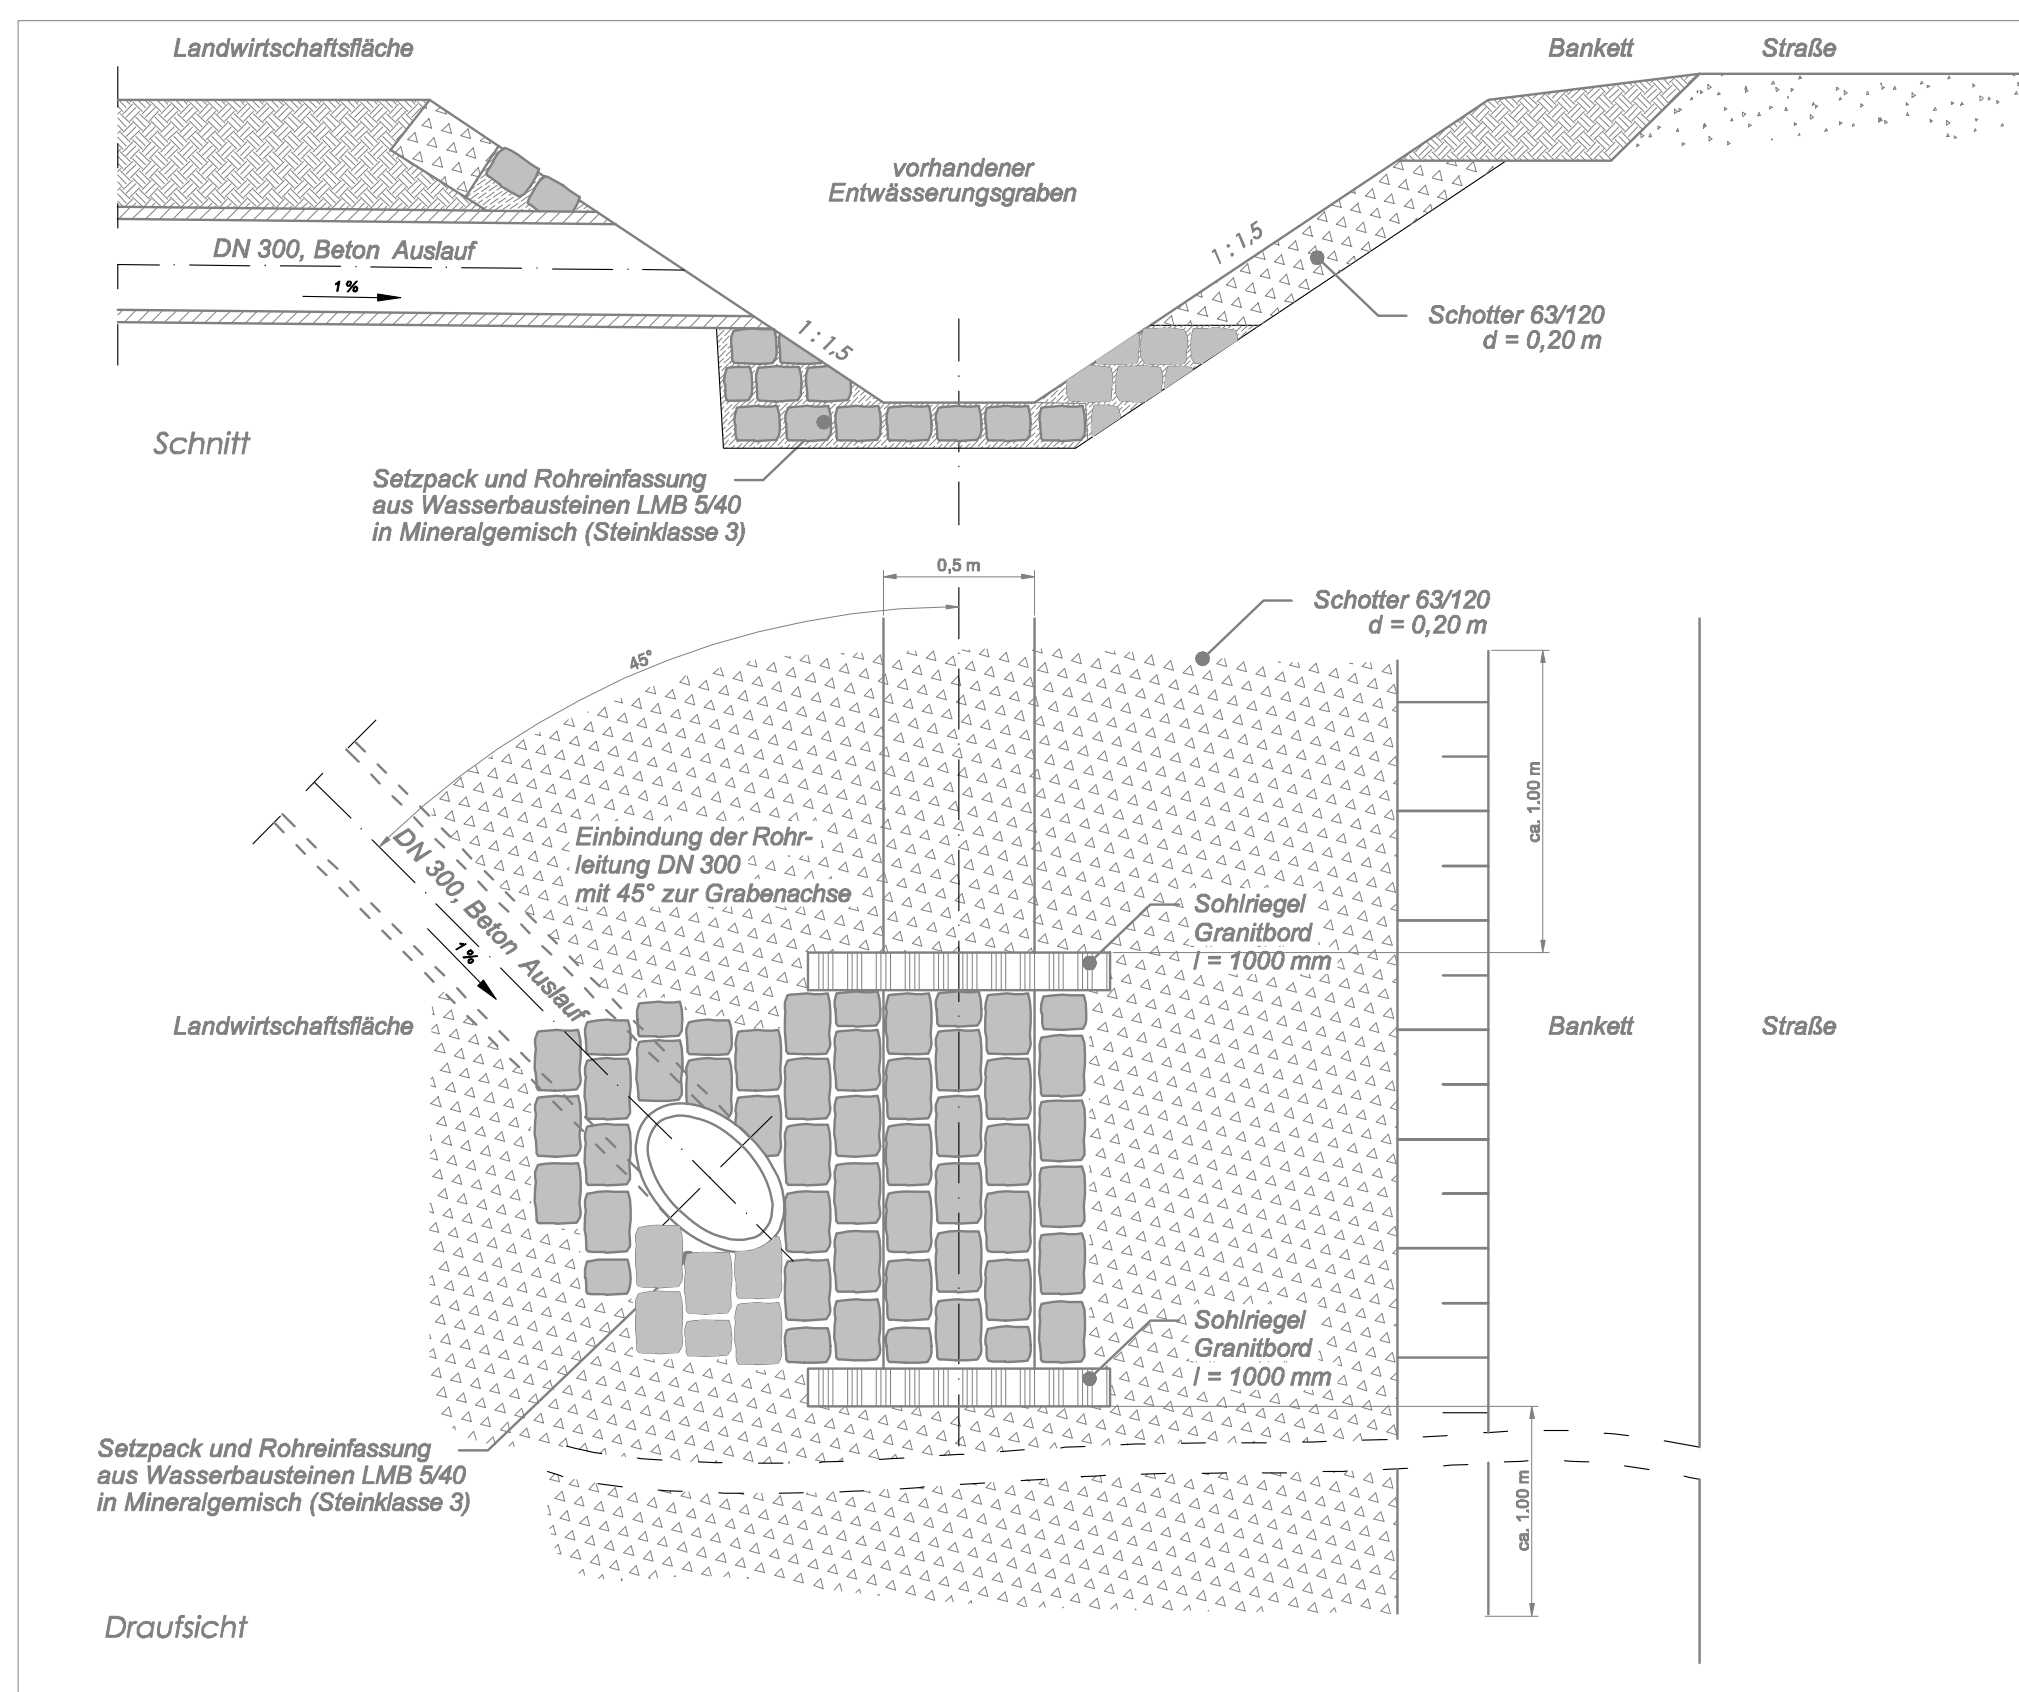 Landwirtschaftsfläche
Bankett
Straße
vorhandener
Entwässerungsgraben
DN 300, Beton Auslauf
1 %
1 : 1,5
1 : 1,5
Schotter 63/120
d = 0,20 m
Schnitt
Setzpack und Rohreinfassung
aus Wasserbausteinen LMB 5/40
in Mineralgemisch (Steinklasse 3)
0,5 m
Schotter 63/120
d = 0,20 m
45°
ca. 1.00 m
DN 300, Beton Auslauf
1 %
Einbindung der Rohr-
leitung DN 300
mit 45° zur Grabenachse
Sohlriegel
Granitbord
l = 1000 mm
Landwirtschaftsfläche
Bankett
Straße
Sohlriegel
Granitbord
l = 1000 mm
Setzpack und Rohreinfassung
aus Wasserbausteinen LMB 5/40
in Mineralgemisch (Steinklasse 3)
ca. 1.00 m
Draufsicht